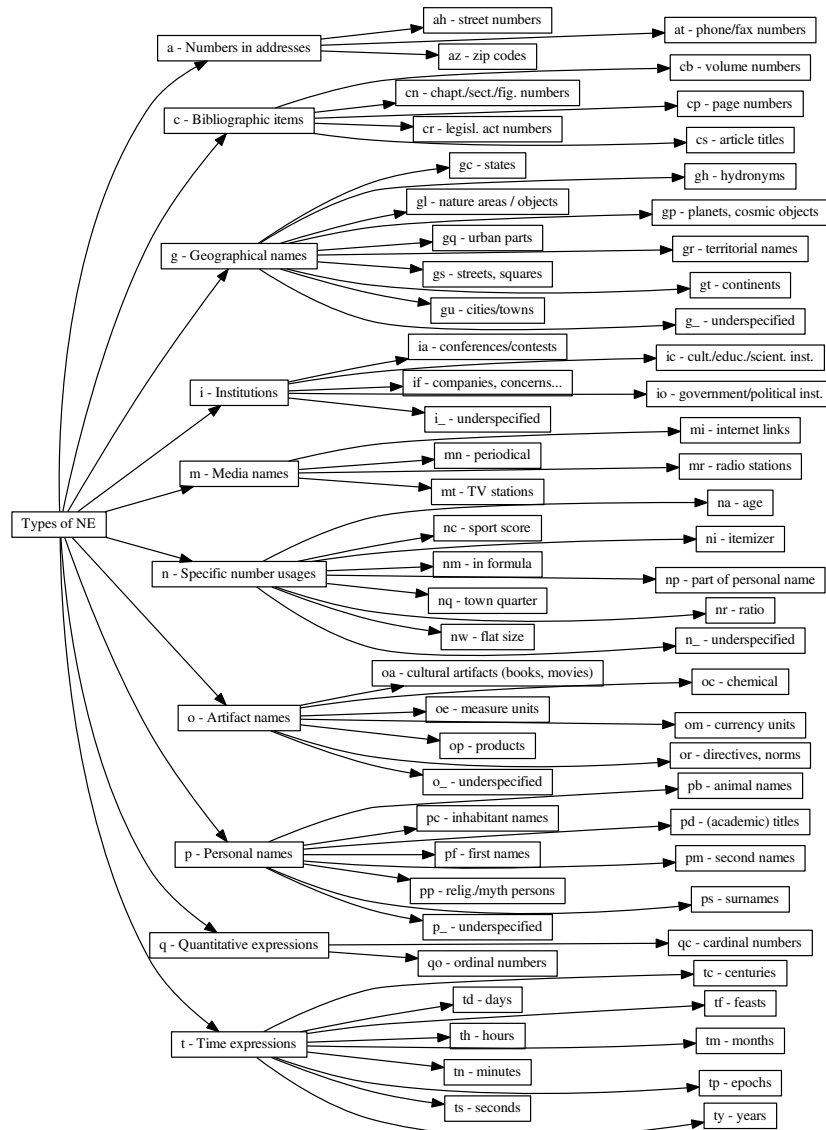 Types of NE
a - Numbers in addresses
ah - street numbers
at - phone/fax numbers
az - zip codes
c - Bibliographic items
cb - volume numbers
cn - chapt./sect./fig. numbers
cp - page numbers
cr - legisl. act numbers
cs - article titles
g - Geographical names
gc - states
gh - hydronyms
gl - nature areas / objects
gp - planets, cosmic objects
gq - urban parts
gr - territorial names
gs - streets, squares
gt - continents
gu - cities/towns
g_ - underspecified
i - Institutions
ia - conferences/contests
ic - cult./educ./scient. inst.
if - companies, concerns...
io - government/political inst.
i_ - underspecified
m - Media names
mi - internet links
mn - periodical
mr - radio stations
mt - TV stations
n - Specific number usages
na - age
nc - sport score
ni - itemizer
nm - in formula
np - part of personal name
nq - town quarter
nr - ratio
nw - flat size
n_ - underspecified
o - Artifact names
oa - cultural artifacts (books, movies)
oc - chemical
oe - measure units
om - currency units
op - products
or - directives, norms
o_ - underspecified
p - Personal names
pb - animal names
pc - inhabitant names
pd - (academic) titles
pf - first names
pm - second names
pp - relig./myth persons
ps - surnames
p_ - underspecified
q - Quantitative expressions
qc - cardinal numbers
qo - ordinal numbers
t - Time expressions
tc - centuries
td - days
tf - feasts
th - hours
tm - months
tn - minutes
tp - epochs
ts - seconds
ty - years